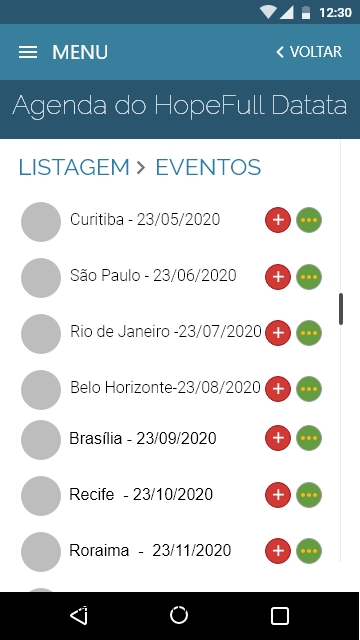 12:30
MENU
VOLTAR
Agenda do HopeFull Datata
LISTAGEM > EVENTOS
Curitiba - 23/05/2020
São Paulo - 23/06/2020
Rio de Janeiro -23/07/2020
Belo Horizonte-23/08/2020
Brasília - 23/09/2020
Recife - 23/10/2020
Roraima - 23/11/2020